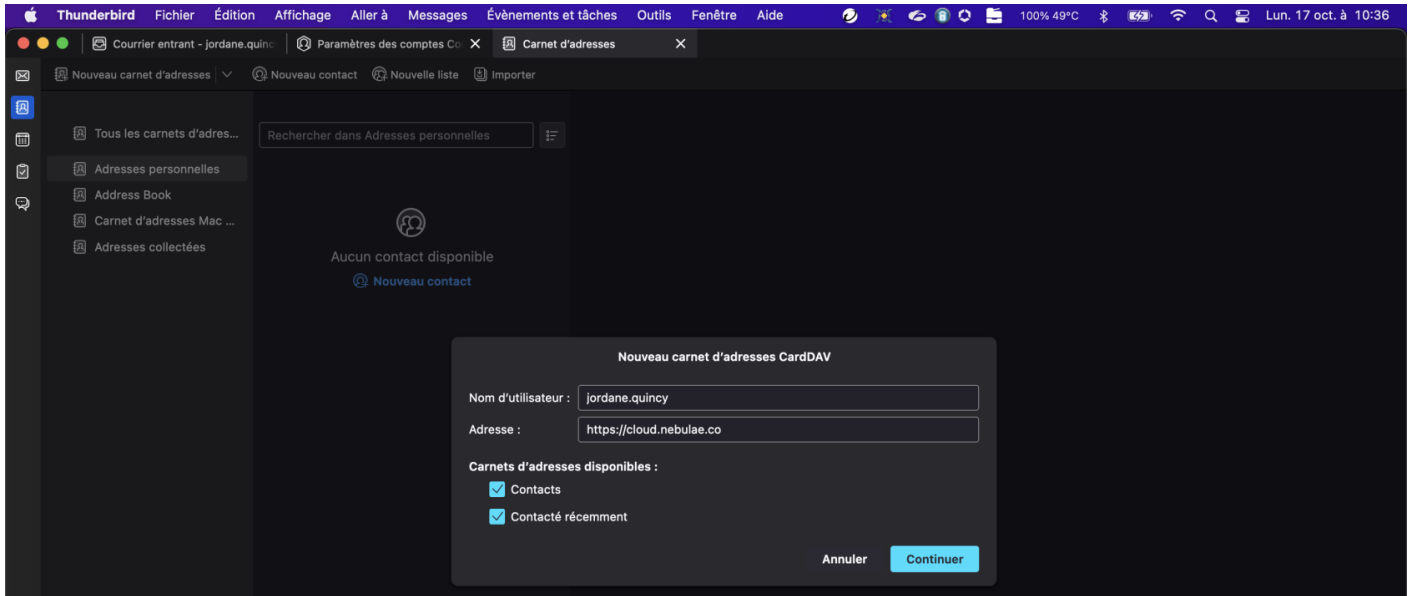 Thunderbird Fichier Édition Affichage Aller à Messages Évènements et tâches Outils Fenêtre Aide 100% 49°C Lun. 17 oct. à 10:36
Courrier entrant - jordane.quinc Paramètres des comptes Co Carnet d'adresses
Nouveau carnet d'adresses Nouveau contact Nouvelle liste Importer
Tous les carnets d'adres...
Rechercher dans Adresses personnelles
Adresses personnelles
Address Book
Carnet d'adresses Mac ...
Adresses collectées
Aucun contact disponible
Nouveau contact
Nouveau carnet d'adresses CardDAV
Nom d'utilisateur : jordane.quincy
Adresse : https://cloud.nebulae.co
Carnets d'adresses disponibles :
Contacts
Contacté récemment
Annuler Continuer